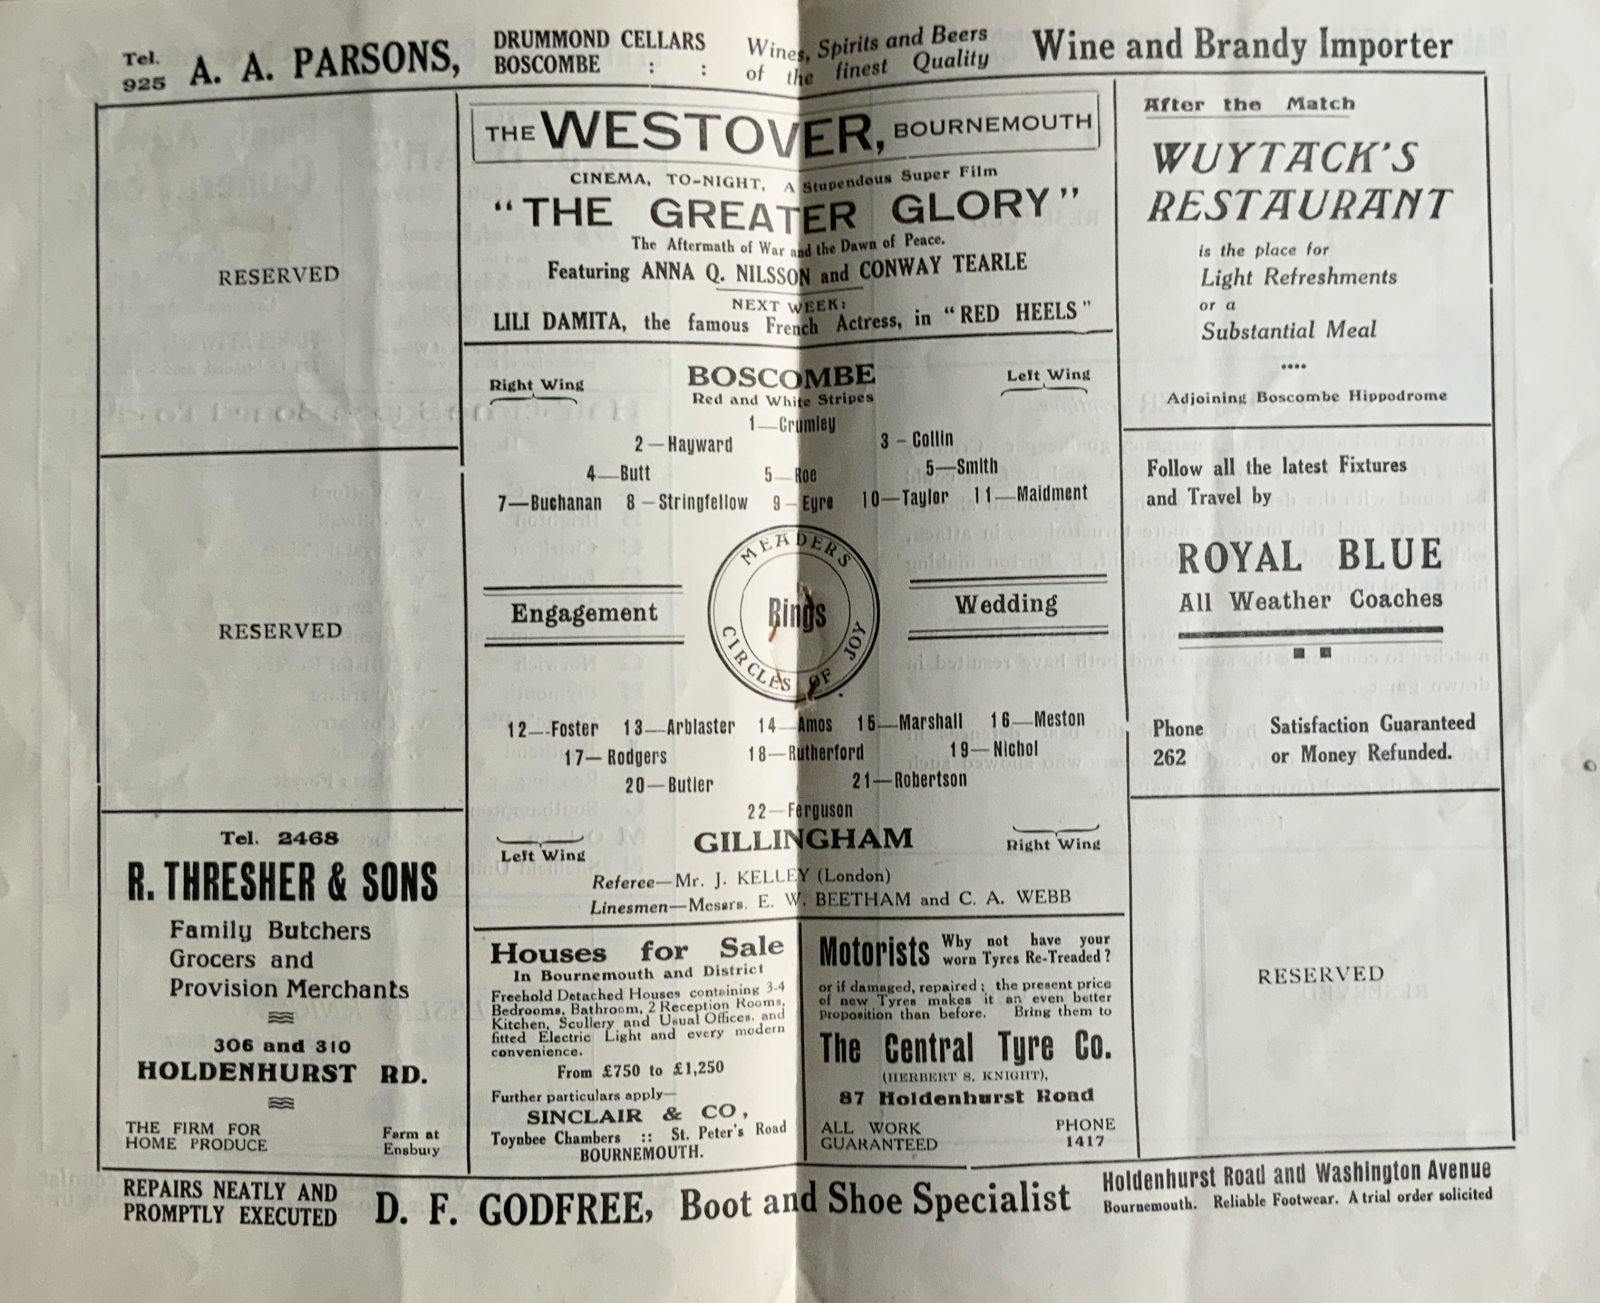 Tel. 925 A. A. PARSONS, DRUMMOND CELLARS BOSCOMBE : : Wines, Spirits and Beers of the finest Quality Wine and Brandy Importer
RESERVED
RESERVED
Tel. 2468
R. THRESHER & SONS
Family Butchers
Grocers and
Provision Merchants
306 and 310
HOLDENHURST RD.
THE FIRM FOR
HOME PRODUCE
Farm at
Ensbury
THE WESTOVER, BOURNEMOUTH
CINEMA, TO-NIGHT, A Stupendous Super Film
"THE GREATER GLORY"
The Aftermath of War and the Dawn of Peace.
Featuring ANNA Q. NILSSON and CONWAY TEARLE
NEXT WEEK:
LILI DAMITA, the famous French Actress, in "RED HEELS"
Right Wing BOSCOMBE Left Wing
Red and White Stripes
1—Crumley
2—Hayward 3 - Collin
4—Butt 5—Roe 5—Smith
7—Buchanan 8—Stringfellow 9—Eyre 10—Taylor 11—Maidment
MEADERS
Engagement Rings Wedding
CIRCLES OF JOY
12—-Foster 13—Arblaster 14—Amos 15—Marshall 16—Meston
17—Rodgers 18—Rutherford 19—Nichol
20—Butler 21—Robertson
22—Ferguson
Left Wing GILLINGHAM Right Wing
Referee—Mr. J. KELLEY (London)
Linesmen—Messrs. E. W. BEETHAM and C. A. WEBB
Houses for Sale
In Bournemouth and District
Freehold Detached Houses containing 3-4
Bedrooms, Bathroom, 2 Reception Rooms,
Kitchen, Scullery and Usual Offices, and
fitted Electric Light and every modern
convenience.
From £750 to £1,250
Further particulars apply—
SINCLAIR & CO,
Toynbee Chambers :: St. Peter's Road
BOURNEMOUTH.
Motorists Why not have your
worn Tyres Re-Treaded?
or if damaged, repaired; the present price
of new Tyres makes it an even better
proposition than before. Bring them to
The Central Tyre Co.
(HERBERT S. KNIGHT),
87 Holdenhurst Road
ALL WORK
GUARANTEED
PHONE
1417
After the Match
WUYTACK'S
RESTAURANT
is the place for
Light Refreshments
or a
Substantial Meal
....
Adjoining Boscombe Hippodrome
Follow all the latest Fixtures
and Travel by
ROYAL BLUE
All Weather Coaches
Phone
262
Satisfaction Guaranteed
or Money Refunded.
RESERVED
REPAIRS NEATLY AND
PROMPTLY EXECUTED
D. F. GODFREE, Boot and Shoe Specialist
Holdenhurst Road and Washington Avenue
Bournemouth. Reliable Footwear. A trial order solicited